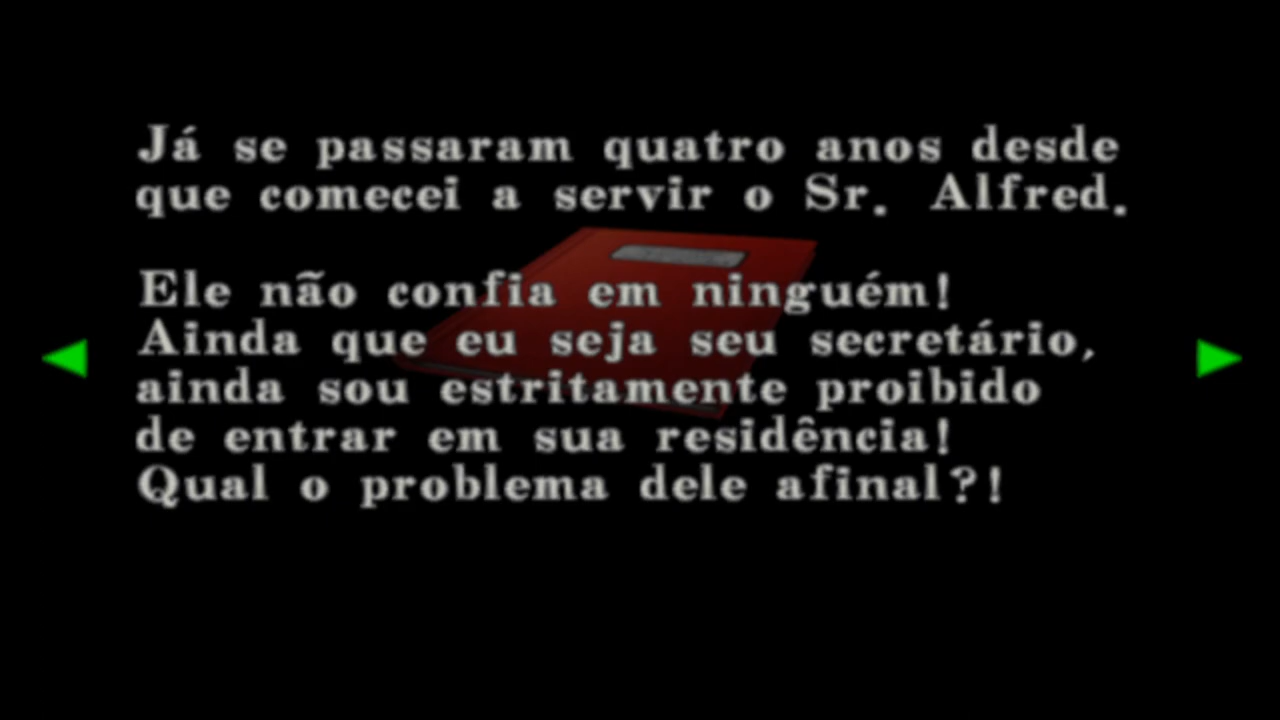 Já se passaram quatro anos desde
que comecei a servir o Sr. Alfred.
Ele não confia em ninguém!
Ainda que eu seja seu secretário,
ainda sou estritamente proibido
de entrar em sua residência!
Qual o problema dele afinal?!